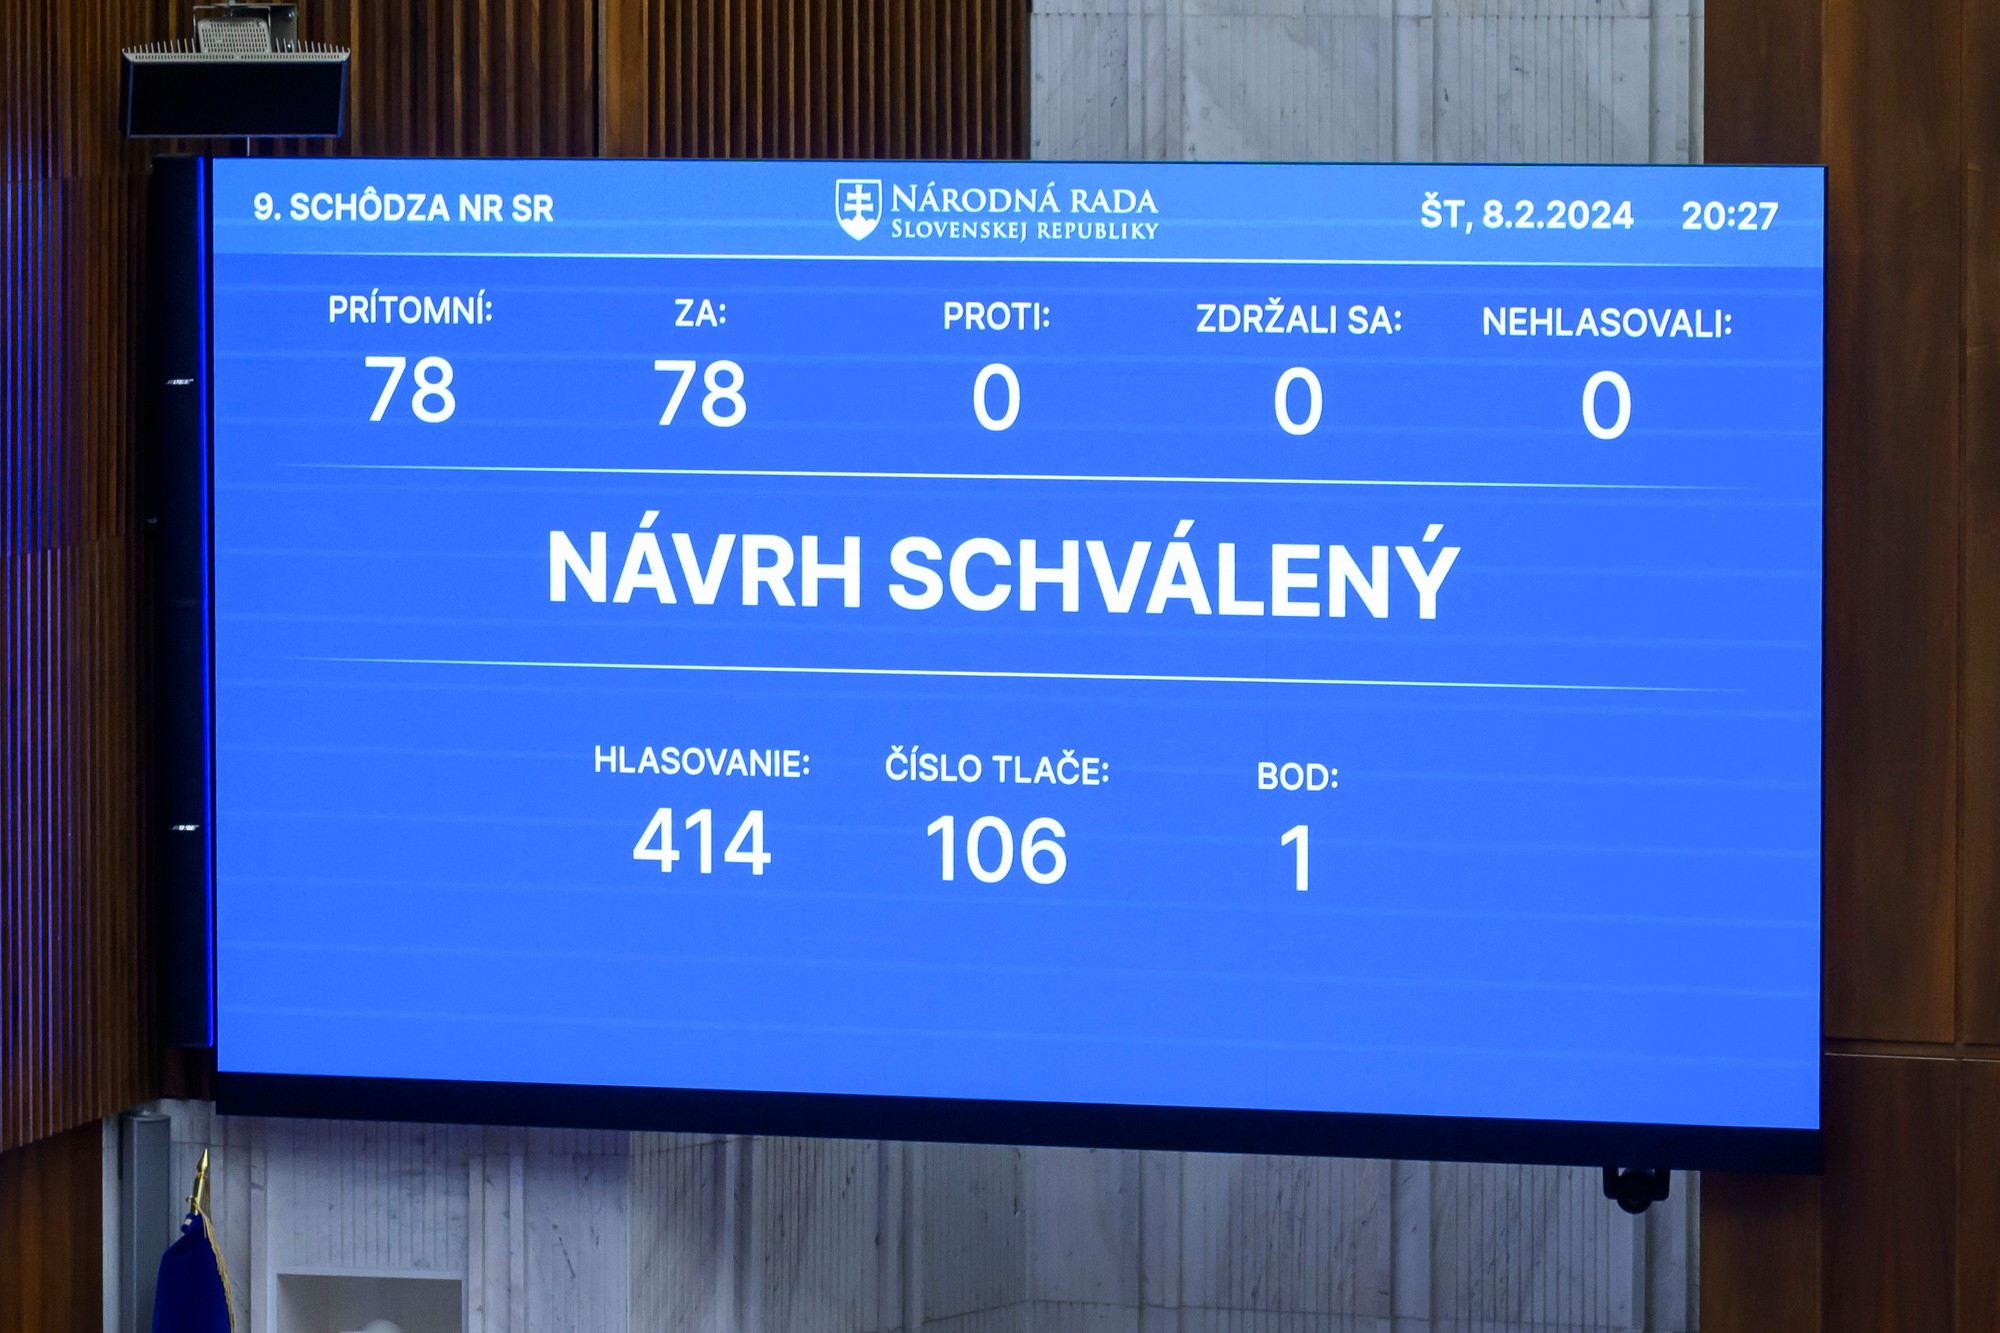 9. SCHÔDZA NR SR
NÁRODNÁ RADA
SLOVENSKEJ REPUBLIKY
ŠT, 8.2.2024 20:27
PRÍTOMNÍ: ZA: PROTI: ZDRŽALI SA: NEHLASOVALI:
78 78 0 0 0
NÁVRH SCHVÁLENÝ
HLASOVANIE: ČÍSLO TLAČE: BOD:
414 106 1